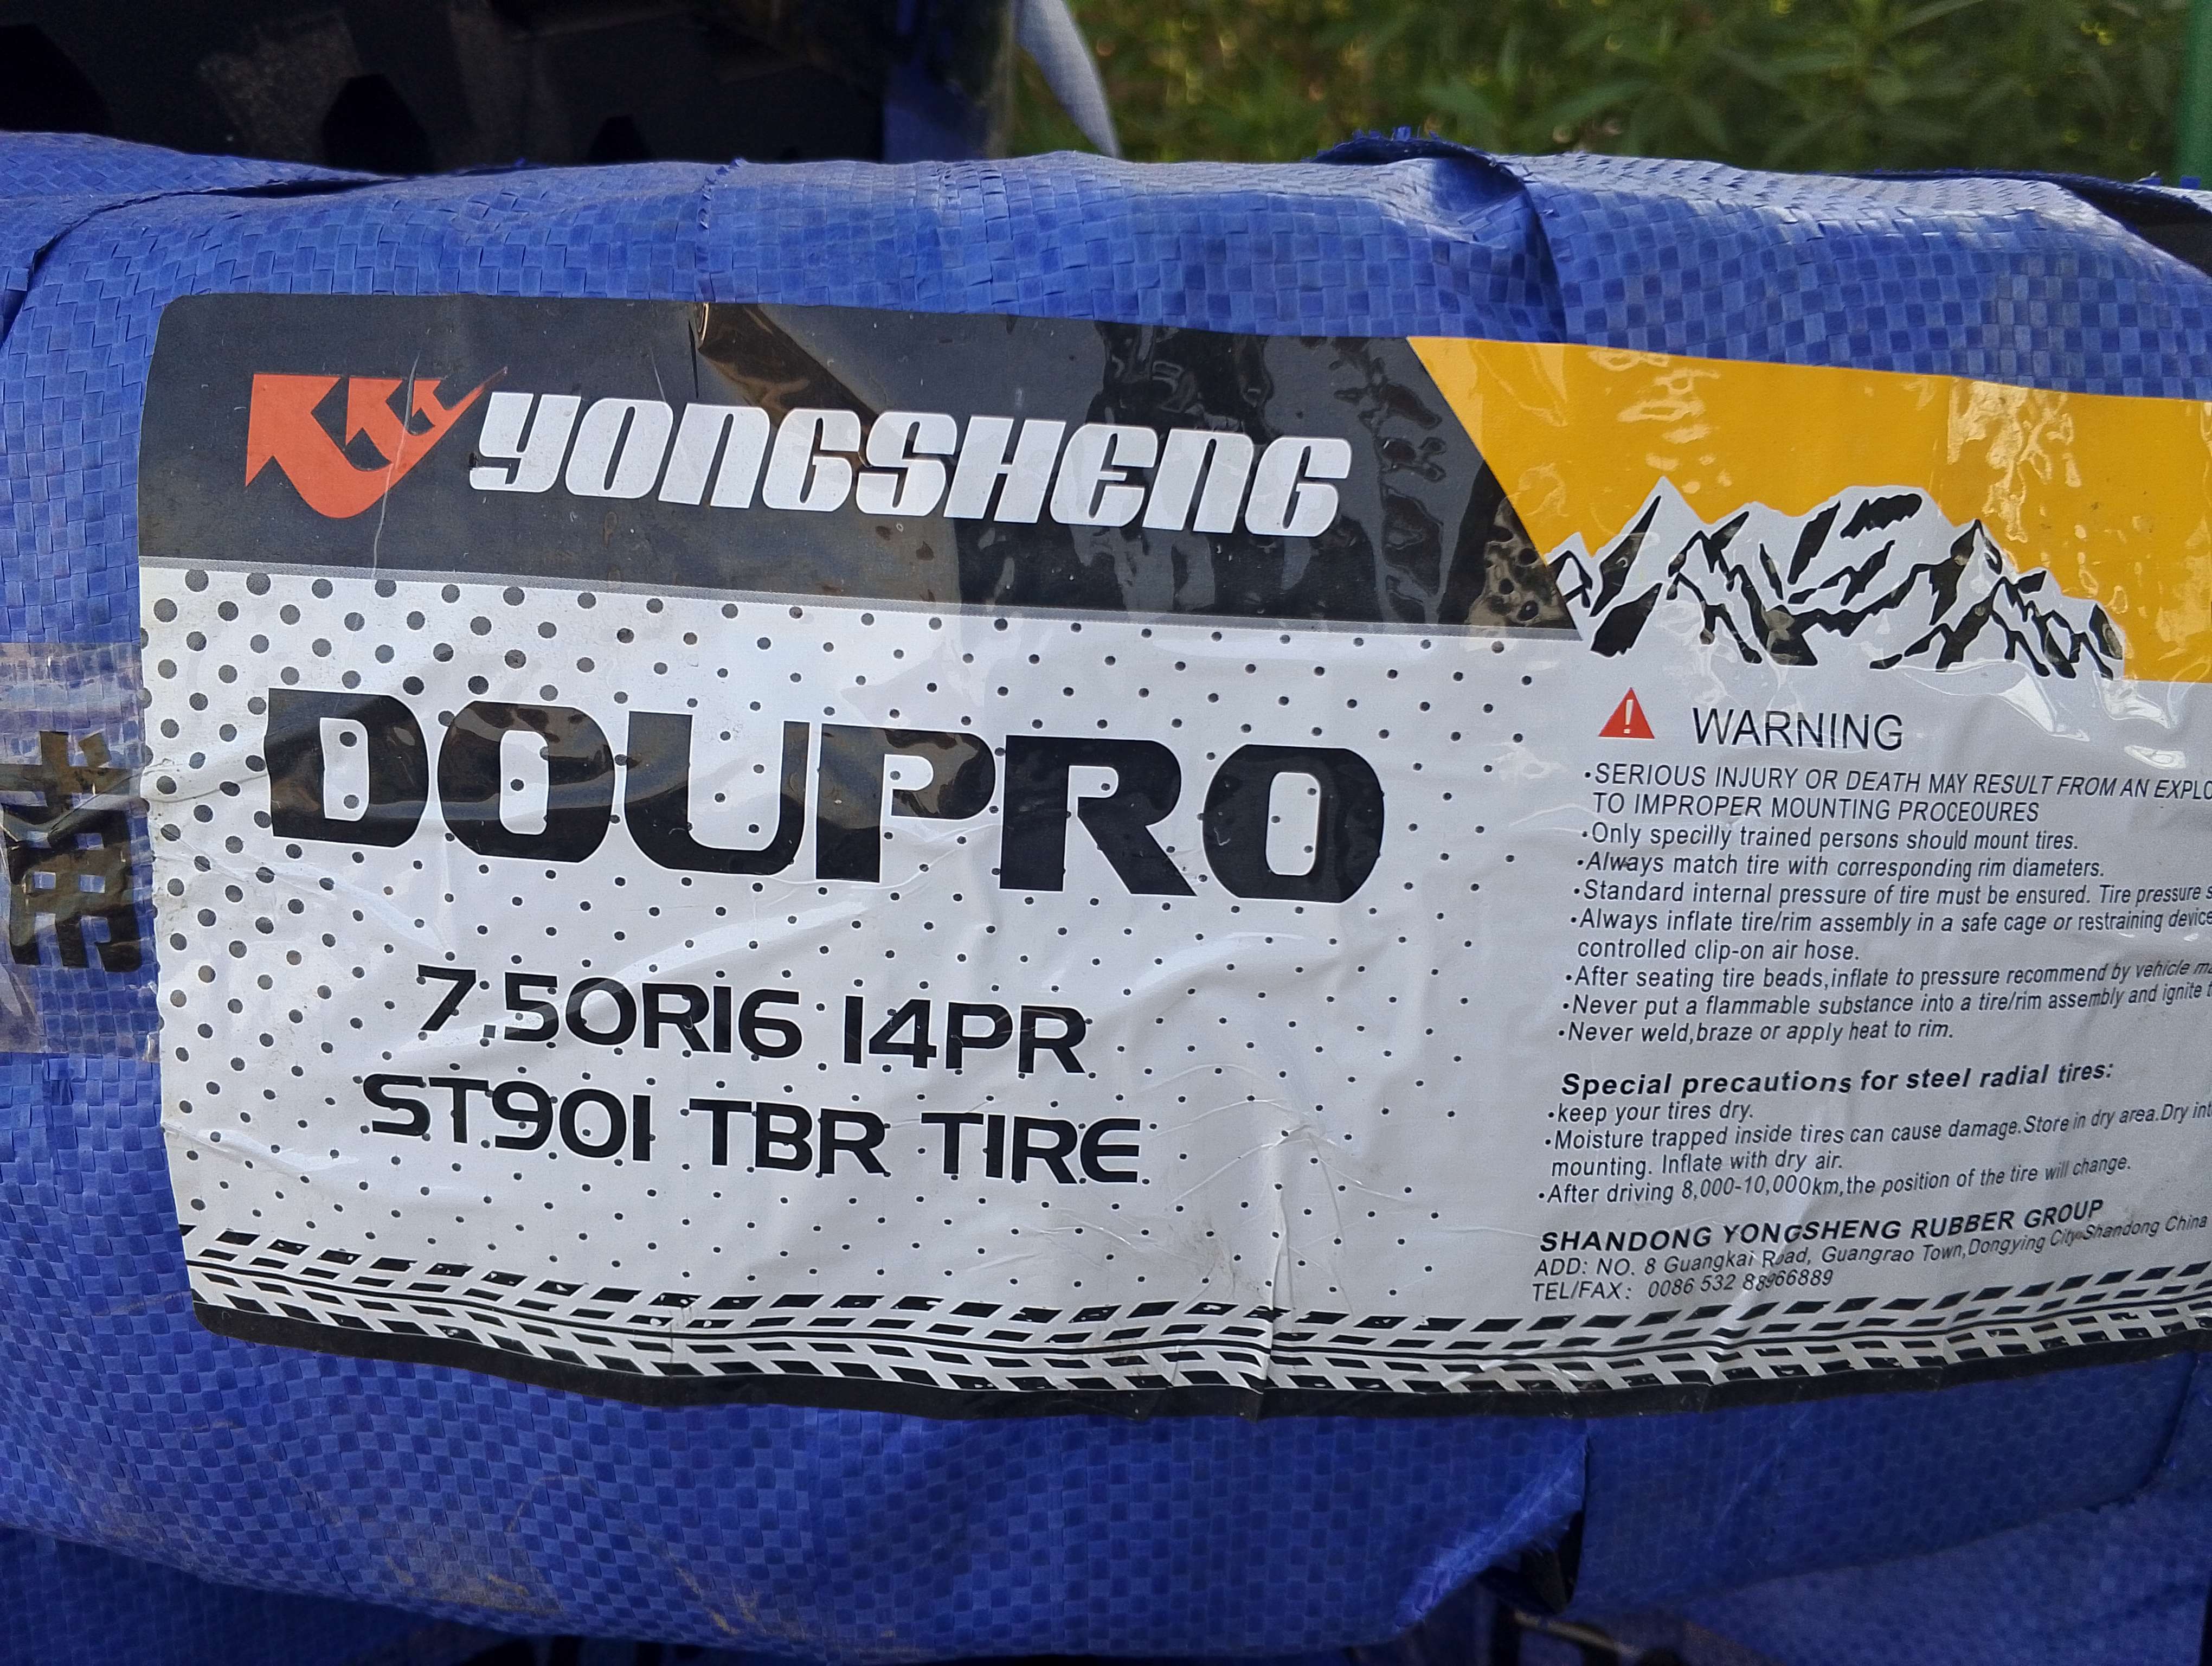 YONGSHENG
DOUPRO
7.50R16 14PR
ST901 TBR TIRE
WARNING
•SERIOUS INJURY OR DEATH MAY RESULT FROM AN
TO IMPROPER MOUNTING PROCEOURES
•Only specilly trained persons should mount tires.
•Always match tire with corresponding rim diameters.
•Standard internal pressure of tire must be ensured. Tire pressure
•Always inflate tire/rim assembly in a safe cage or restraining device
controlled clip-on air hose.
•After seating tire beads,inflate to pressure recommend by vehicle
•Never put a flammable substance into a tire/rim assembly and ignite
•Never weld,braze or apply heat to rim.
Special precautions for steel radial tires:
•keep your tires dry.
•Moisture trapped inside tires can cause damage.Store in dry area.Dry
mounting. Inflate with dry air.
•After driving 8,000-10,000km,the position of the tire will change.
SHANDONG YONGSHENG RUBBER GROUP
ADD: NO. 8 Guangkai Road, Guangrao Town,Dongying City Shandong China
TEL/FAX: 0086 532 88966889